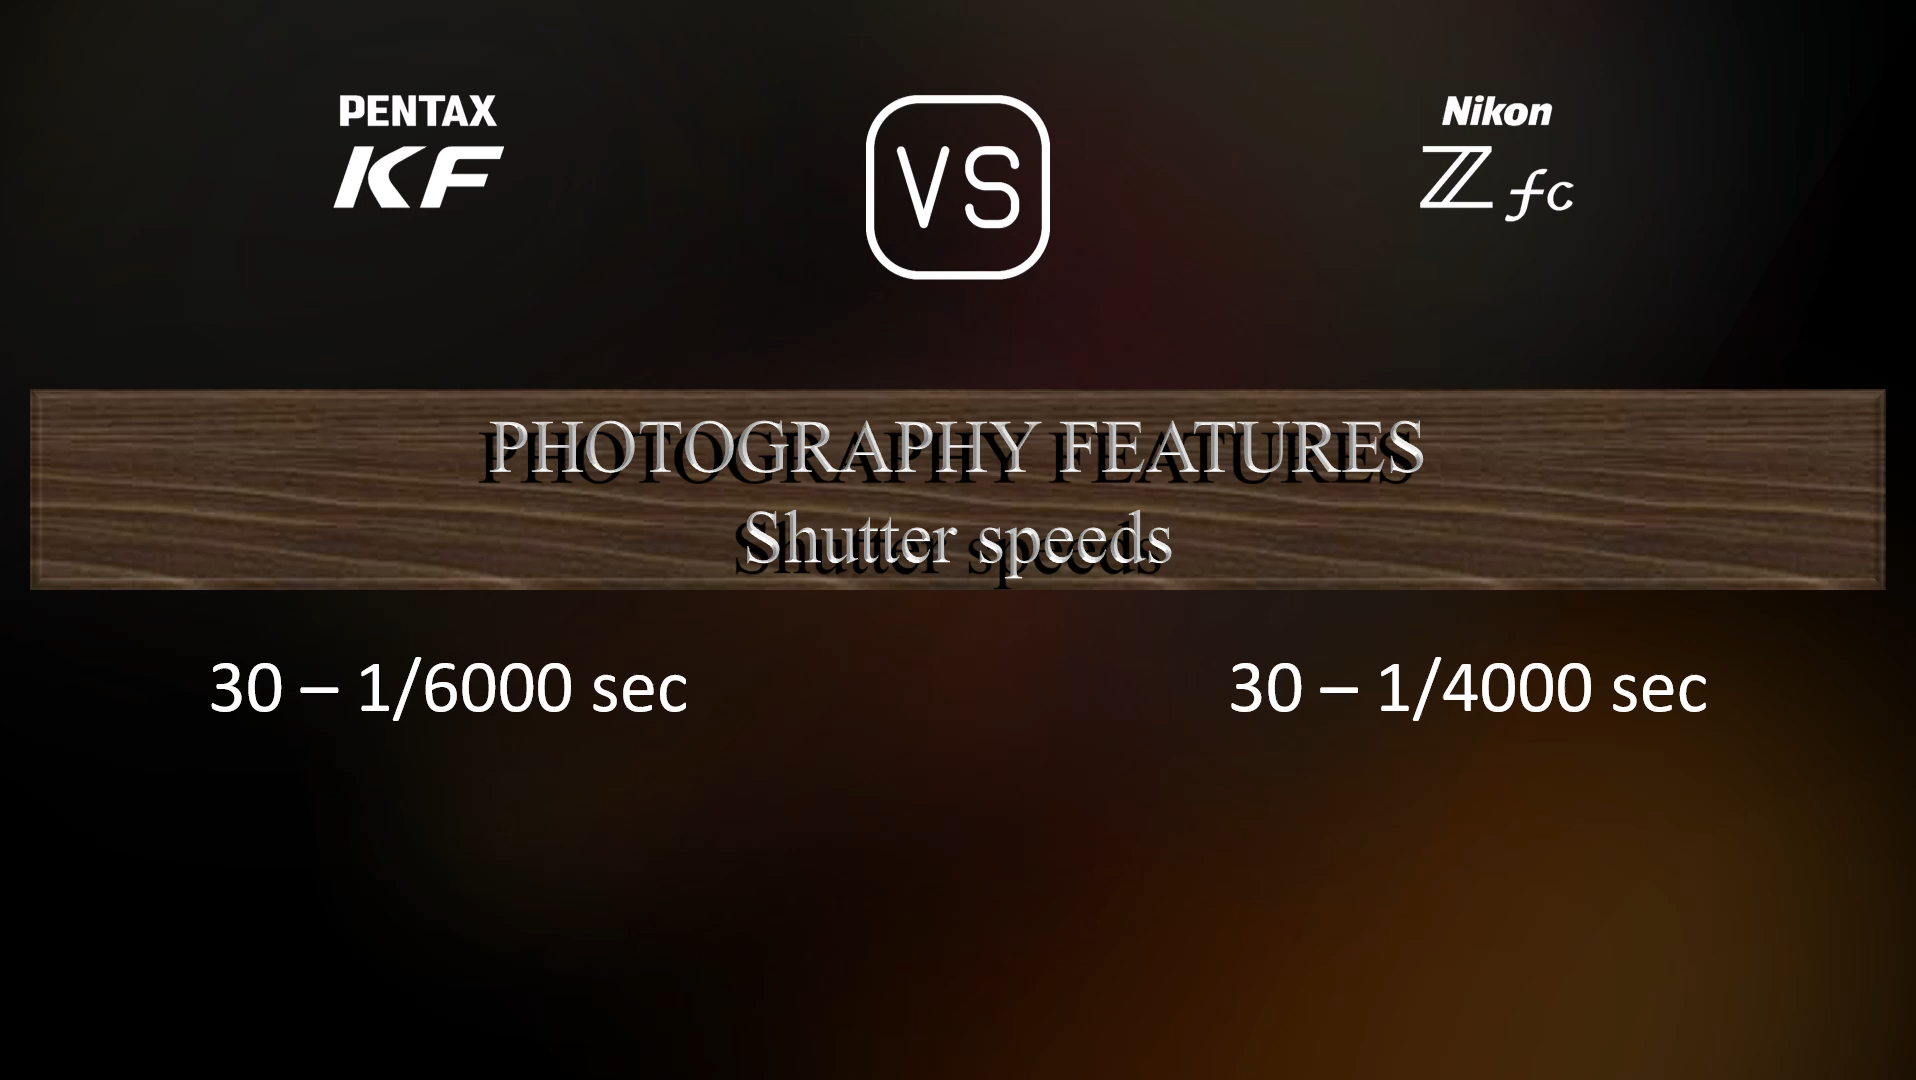 PENTAX
KF
VS
Nikon
Z fc
PHOTOGRAPHY FEATURES
Shutter speeds
30 – 1/6000 sec
30 – 1/4000 sec